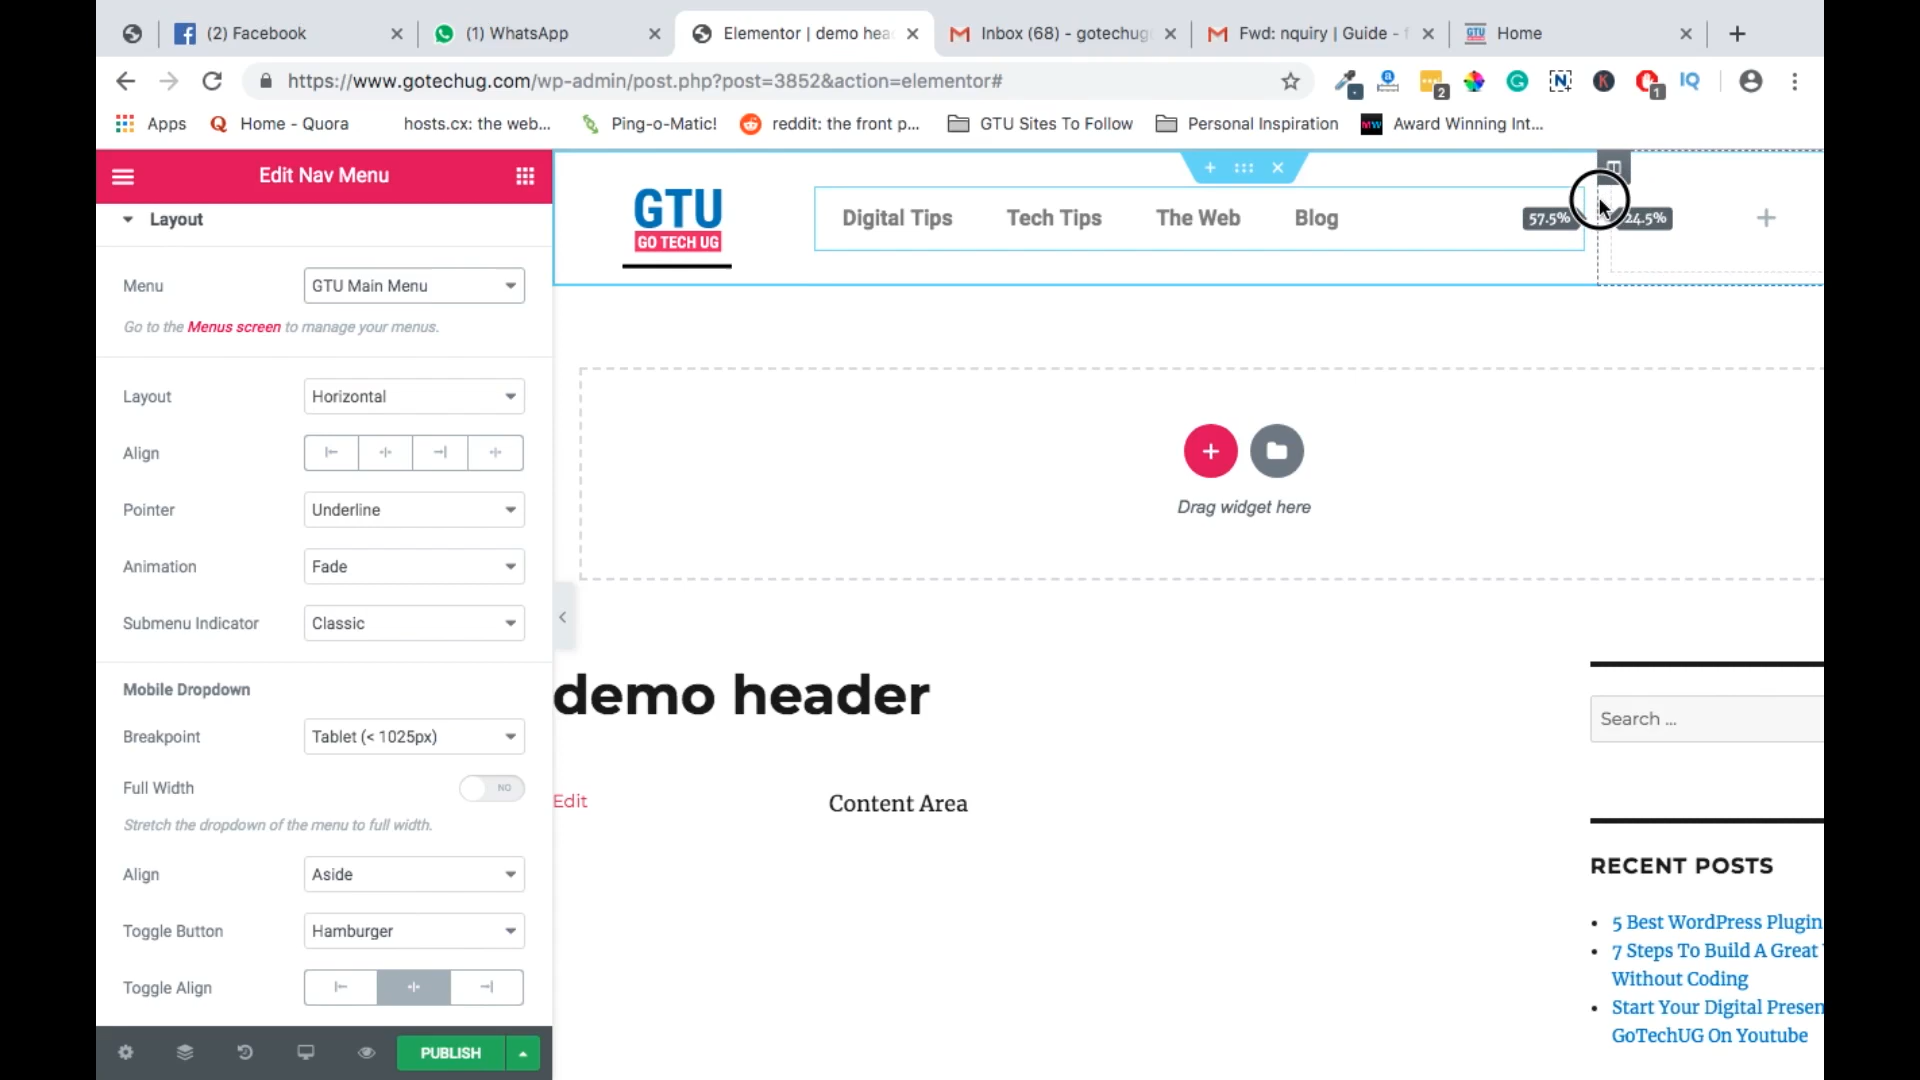 (2) Facebook
(1) WhatsApp
Elementor | demo hea
Inbox (68) - gotechug
Fwd: nquiry | Guide - f
GTU Home
https://www.gotechug.com/wp-admin/post.php?post=3852&action=elementor#
2
1
IQ
Apps
Home - Quora
hosts.cx: the web...
Ping-o-Matic!
reddit: the front p...
GTU Sites To Follow
Personal Inspiration
Award Winning Int...
Edit Nav Menu
Layout
Menu
GTU Main Menu
Go to the Menus screen to manage your menus.
Layout
Horizontal
Align
Pointer
Underline
Animation
Fade
Submenu Indicator
Classic
Mobile Dropdown
Breakpoint
Tablet (< 1025px)
Full Width
NO
Stretch the dropdown of the menu to full width.
Align
Aside
Toggle Button
Hamburger
Toggle Align
PUBLISH
GTU
GO TECH UG
Digital Tips
Tech Tips
The Web
Blog
57.5%
24.5%
Drag widget here
demo header
Edit
Content Area
Search ...
RECENT POSTS
5 Best WordPress Plugin
7 Steps To Build A Great
Without Coding
Start Your Digital Presen
GoTechUG On Youtube